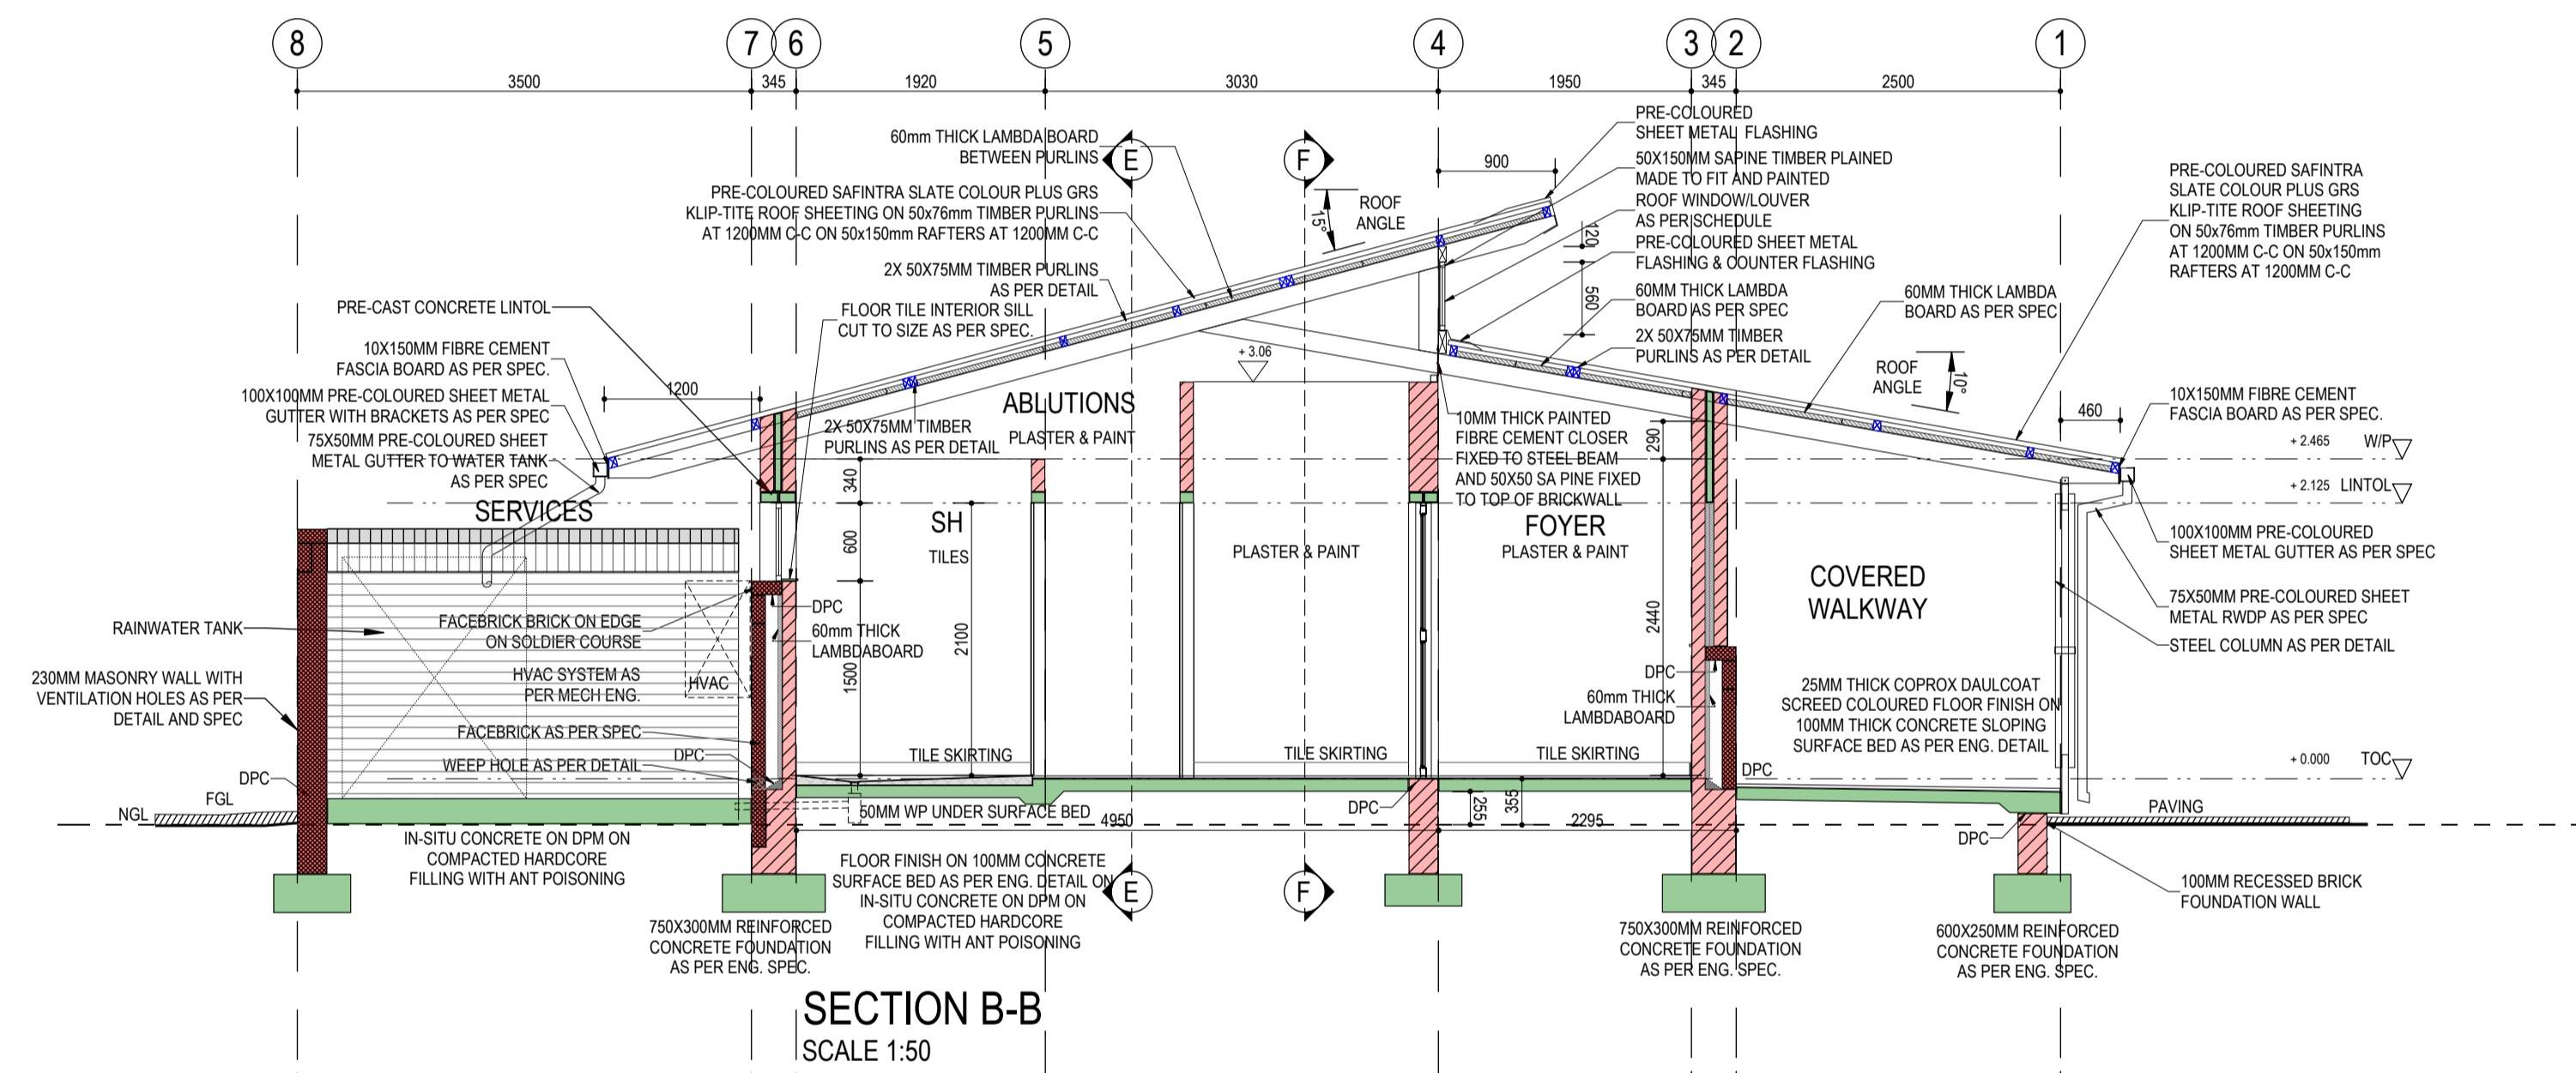 8
7
6
5
4
3
2
1
3500
345
1920
3030
1950
345
2500
60mm THICK LAMBDA BOARD
BETWEEN PURLINS
E
F
PRE-COLOURED SAFINTRA SLATE COLOUR PLUS GRS
KLIP-TITE ROOF SHEETING ON 50x76mm TIMBER PURLINS
AT 1200MM C-C ON 50x150mm RAFTERS AT 1200MM C-C
2X 50X75MM TIMBER PURLINS
AS PER DETAIL
FLOOR TILE INTERIOR SILL
CUT TO SIZE AS PER SPEC.
PRE-CAST CONCRETE LINTOL
10X150MM FIBRE CEMENT
FASCIA BOARD AS PER SPEC.
100X100MM PRE-COLOURED SHEET METAL
GUTTER WITH BRACKETS AS PER SPEC
75X50MM PRE-COLOURED SHEET
METAL GUTTER TO WATER TANK
AS PER SPEC
1200
15°
ROOF
ANGLE
900
PRE-COLOURED
SHEET METAL FLASHING
50X150MM SAPINE TIMBER PLAINED
MADE TO FIT AND PAINTED
ROOF WINDOW/LOUVER
AS PER SCHEDULE
PRE-COLOURED SHEET METAL
FLASHING & COUNTER FLASHING
60MM THICK LAMBDA
BOARD AS PER SPEC
2X 50X75MM TIMBER
PURLINS AS PER DETAIL
120
560
60MM THICK LAMBDA
BOARD AS PER SPEC
PRE-COLOURED SAFINTRA
SLATE COLOUR PLUS GRS
KLIP-TITE ROOF SHEETING
ON 50x76mm TIMBER PURLINS
AT 1200MM C-C ON 50x150mm
RAFTERS AT 1200MM C-C
ROOF
ANGLE
10°
460
10X150MM FIBRE CEMENT
FASCIA BOARD AS PER SPEC.
+ 2.465 W/P
+ 2.125 LINTOL
100X100MM PRE-COLOURED
SHEET METAL GUTTER AS PER SPEC
75X50MM PRE-COLOURED SHEET
METAL RWDP AS PER SPEC
STEEL COLUMN AS PER DETAIL
+ 0.000 TOC
PAVING
+ 3.06
ABLUTIONS
PLASTER & PAINT
2X 50X75MM TIMBER
PURLINS AS PER DETAIL
10MM THICK PAINTED
FIBRE CEMENT CLOSER
FIXED TO STEEL BEAM
AND 50X50 SA PINE FIXED
TO TOP OF BRICKWALL
290
340
600
1500
2100
2440
SERVICES
SH
TILES
PLASTER & PAINT
FOYER
PLASTER & PAINT
COVERED
WALKWAY
RAINWATER TANK
230MM MASONRY WALL WITH
VENTILATION HOLES AS PER
DETAIL AND SPEC
FACEBRICK BRICK ON EDGE
ON SOLDIER COURSE
HVAC SYSTEM AS
PER MECH ENG.
HVAC
FACEBRICK AS PER SPEC
WEEP HOLE AS PER DETAIL
DPC
DPC
60mm THICK
LAMBDABOARD
DPC
60mm THICK
LAMBDABOARD
25MM THICK COPROX DAULCOAT
SCREED COLOURED FLOOR FINISH ON
100MM THICK CONCRETE SLOPING
SURFACE BED AS PER ENG. DETAIL
TILE SKIRTING
TILE SKIRTING
TILE SKIRTING
DPC
DPC
FGL
NGL
50MM WP UNDER SURFACE BED
DPC
255
355
4950
2295
DPC
IN-SITU CONCRETE ON DPM ON
COMPACTED HARDCORE
FILLING WITH ANT POISONING
FLOOR FINISH ON 100MM CONCRETE
SURFACE BED AS PER ENG. DETAIL ON
IN-SITU CONCRETE ON DPM ON
COMPACTED HARDCORE
FILLING WITH ANT POISONING
E
F
100MM RECESSED BRICK
FOUNDATION WALL
750X300MM REINFORCED
CONCRETE FOUNDATION
AS PER ENG. SPEC.
750X300MM REINFORCED
CONCRETE FOUNDATION
AS PER ENG. SPEC.
600X250MM REINFORCED
CONCRETE FOUNDATION
AS PER ENG. SPEC.
SECTION B-B
SCALE 1:50